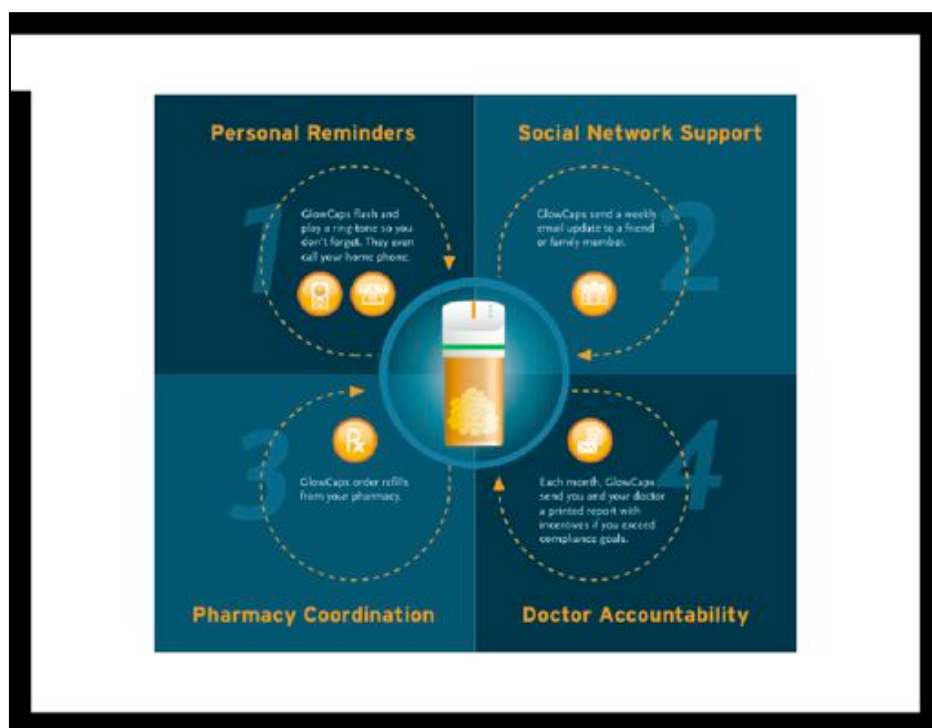 Personal Reminders
1
GlowCaps flash and
play a ring-tone so you
don't forget. They even
call your home phone.
Social Network Support
2
GlowCaps send a weekly
email update to a friend
or family member.
3
Rx
GlowCaps order refills
from your pharmacy.
Pharmacy Coordination
4
Each month, GlowCaps
send you and your doctor
a printed report with
incentives if you exceed
compliance goals.
Doctor Accountability